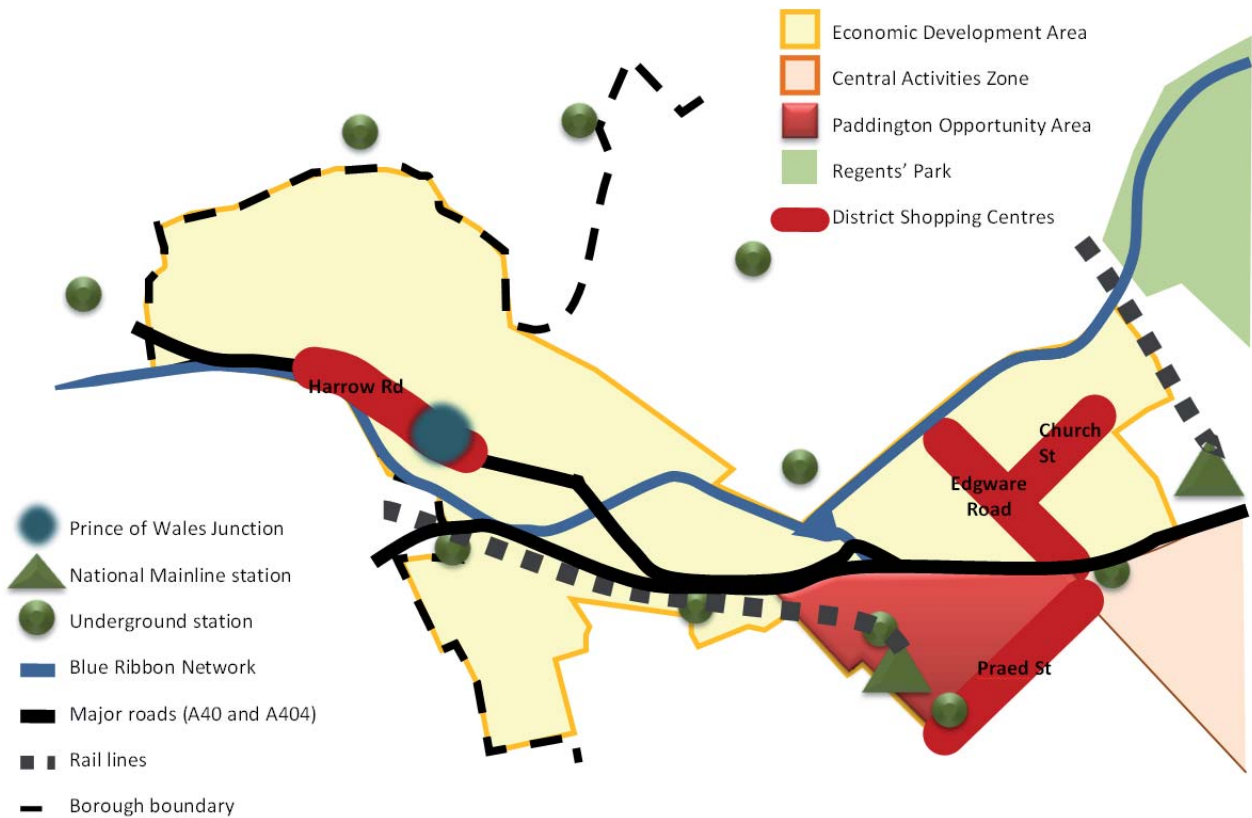 Economic Development Area
Central Activities Zone
Paddington Opportunity Area
Regents' Park
District Shopping Centres
Harrow Rd
Church
St
Edgware
Road
Praed St
Prince of Wales Junction
National Mainline station
Underground station
Blue Ribbon Network
Major roads (A40 and A404)
Rail lines
Borough boundary